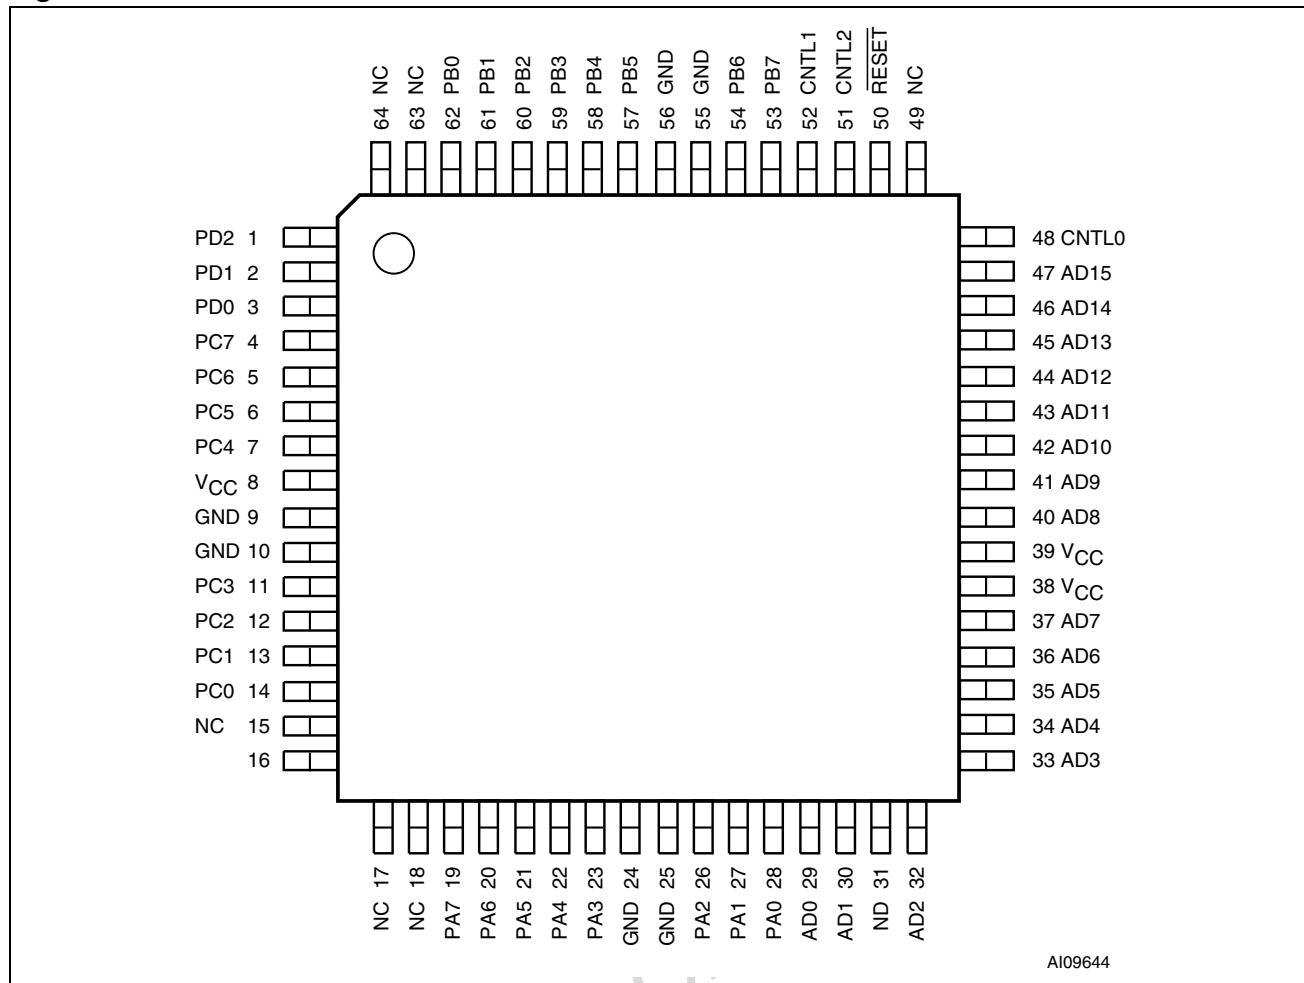 64 NC
63 NC
62 PB0
61 PB1
60 PB2
59 PB3
58 PB4
57 PB5
56 GND
55 GND
54 PB6
53 PB7
52 CNTL1
51 CNTL2
50 RESET
49 NC
PD2 1
PD1 2
PD0 3
PC7 4
PC6 5
PC5 6
PC4 7
VCC 8
GND 9
GND 10
PC3 11
PC2 12
PC1 13
PC0 14
NC 15
16
48 CNTL0
47 AD15
46 AD14
45 AD13
44 AD12
43 AD11
42 AD10
41 AD9
40 AD8
39 VCC
38 VCC
37 AD7
36 AD6
35 AD5
34 AD4
33 AD3
NC 17
NC 18
PA7 19
PA6 20
PA5 21
PA4 22
PA3 23
GND 24
GND 25
PA2 26
PA1 27
PA0 28
AD0 29
AD1 30
ND 31
AD2 32
AI09644